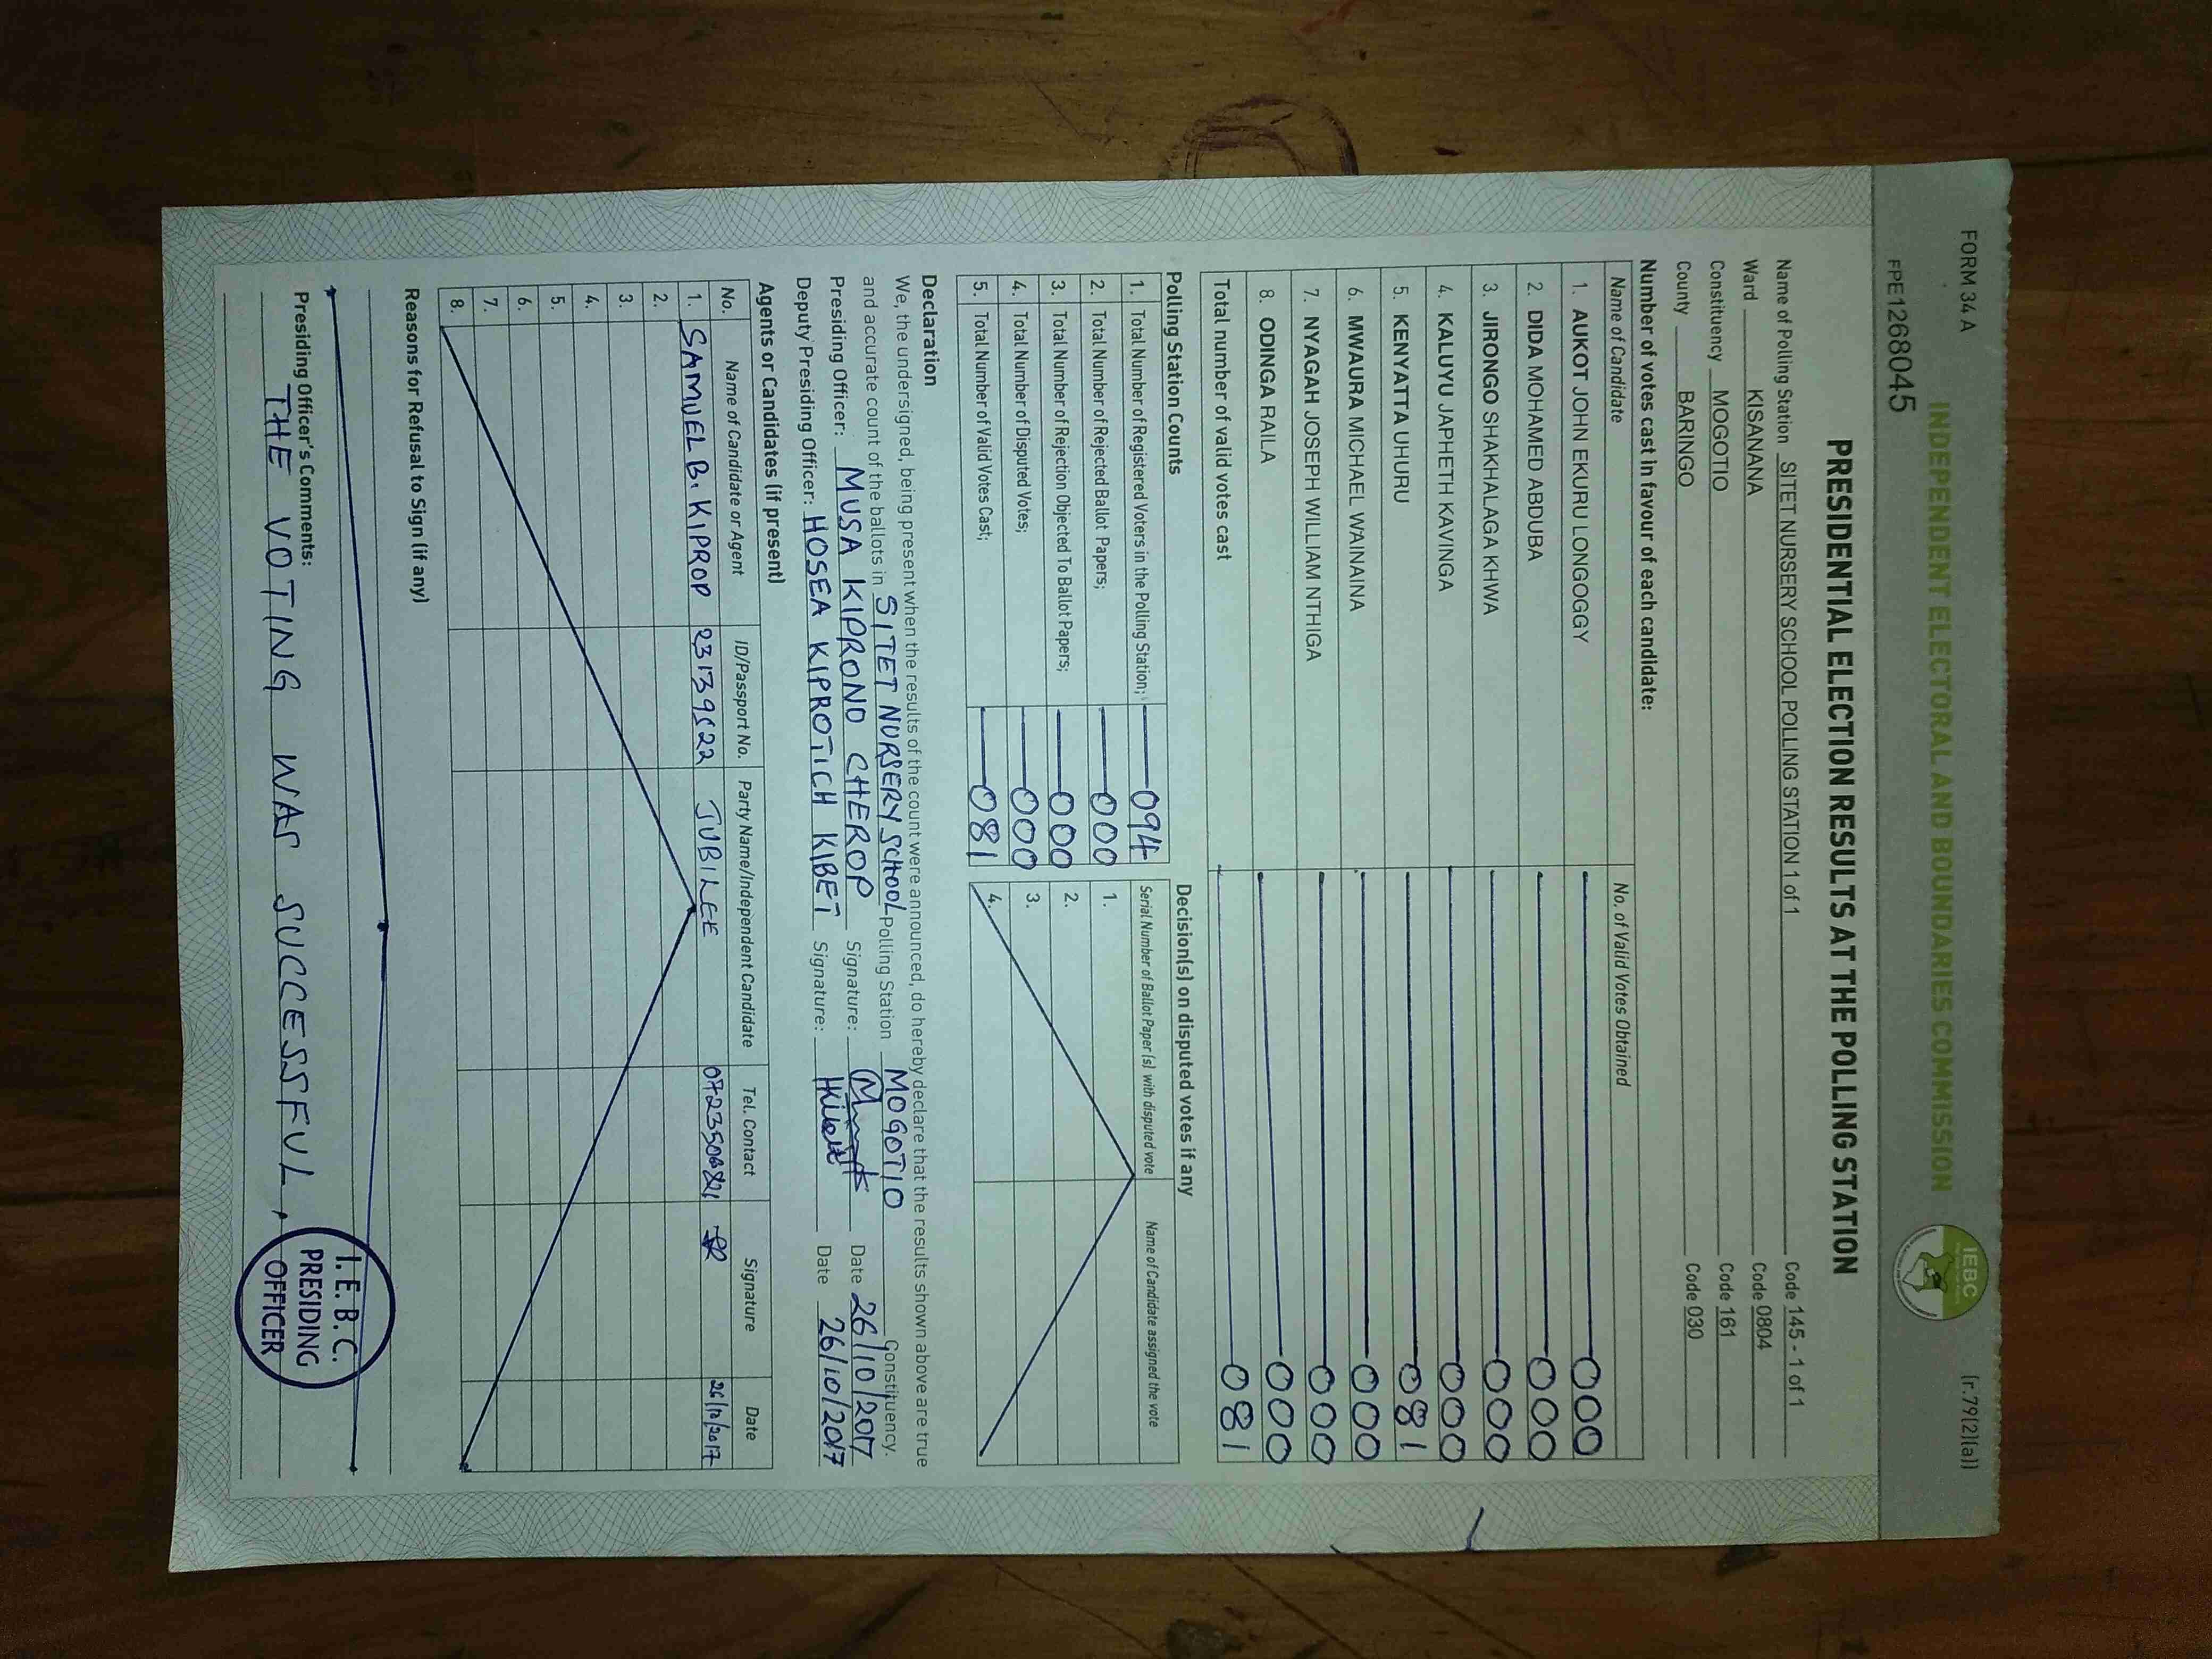 FORM 34 A
(r.79(2)(a))
INDEPENDENT ELECTORAL AND BOUNDARIES COMMISSION
IEBC
FPE1268045
PRESIDENTIAL ELECTION RESULTS AT THE POLLING STATION
Name of Polling Station SITET NURSERY SCHOOL POLLING STATION 1 of 1 Code 145 - 1 of 1
Ward KISANANA Code 0804
Constituency MOGOTIO Code 161
County BARINGO Code 030
Number of votes cast in favour of each candidate:
Name of Candidate No. of Valid Votes Obtained
1. AUKOT JOHN EKURU LONGOGGY 000
2. DIDA MOHAMED ABDUBA 000
3. JIRONGO SHAKHALAGA KHWA 000
4. KALUYU JAPHETH KAVINGA 000
5. KENYATTA UHURU 081
6. MWAURA MICHAEL WAINAINA 000
7. NYAGAH JOSEPH WILLIAM NTHIGA 000
8. ODINGA RAILA 000
Total number of valid votes cast 081
Polling Station Counts
1. Total Number of Registered Voters in the Polling Station; 094
2. Total Number of Rejected Ballot Papers; 000
3. Total Number of Rejection Objected To Ballot Papers; 000
4. Total Number of Disputed Votes; 000
5. Total Number of Valid Votes Cast; 081
Decision(s) on disputed votes if any
Serial Number of Ballot Paper (s) with disputed vote Name of Candidate assigned the vote
1.
2.
3.
4.
Declaration
We, the undersigned, being present when the results of the count were announced, do hereby declare that the results shown above are true
and accurate count of the ballots in SITET NURSERY SCHOOL Polling Station MOGOTIO Constituency.
Presiding Officer: MUSA KIPRONO CHEROP Signature: Date 26/10/2017
Deputy Presiding Officer: HOSEA KIPROTICH KIBET Signature: Date 26/10/2017
Agents or Candidates (if present)
No. Name of Candidate or Agent ID/Passport No. Party Name/Independent Candidate Tel. Contact Signature Date
1. SAMUEL B. KIPROP JUBILEE 26/10/2017
2.
3.
4.
5.
6.
7.
8.
Reasons for Refusal to Sign (if any)
Presiding Officer's Comments:
THE VOTING WAS SUCCESSFUL.
I.E.B.C.
PRESIDING
OFFICER